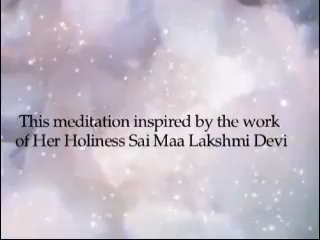 This meditation inspired by the work
of Her Holiness Sai Maa Lakshmi Devi